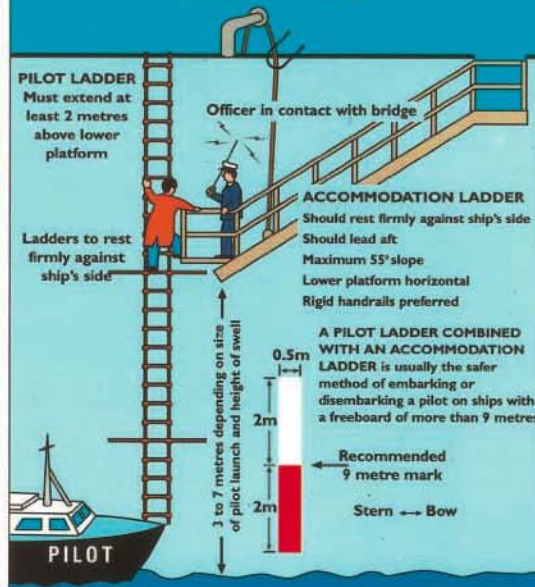 PILOT LADDER
Must extend at
least 2 metres
above lower
platform
Officer in contact with bridge
ACCOMMODATION LADDER
Should rest firmly against ship's side
Should lead aft
Maximum 55° slope
Lower platform horizontal
Rigid handrails preferred
Ladders to rest
firmly against
ship's side
A PILOT LADDER COMBINED
WITH AN ACCOMMODATION
LADDER is usually the safer
method of embarking or
disembarking a pilot on ships with
a freeboard of more than 9 metres
0.5m
2m
3 to 7 metres depending on size
of pilot launch and height of swell
Recommended
9 metre mark
2m
Stern ↔ Bow
PILOT